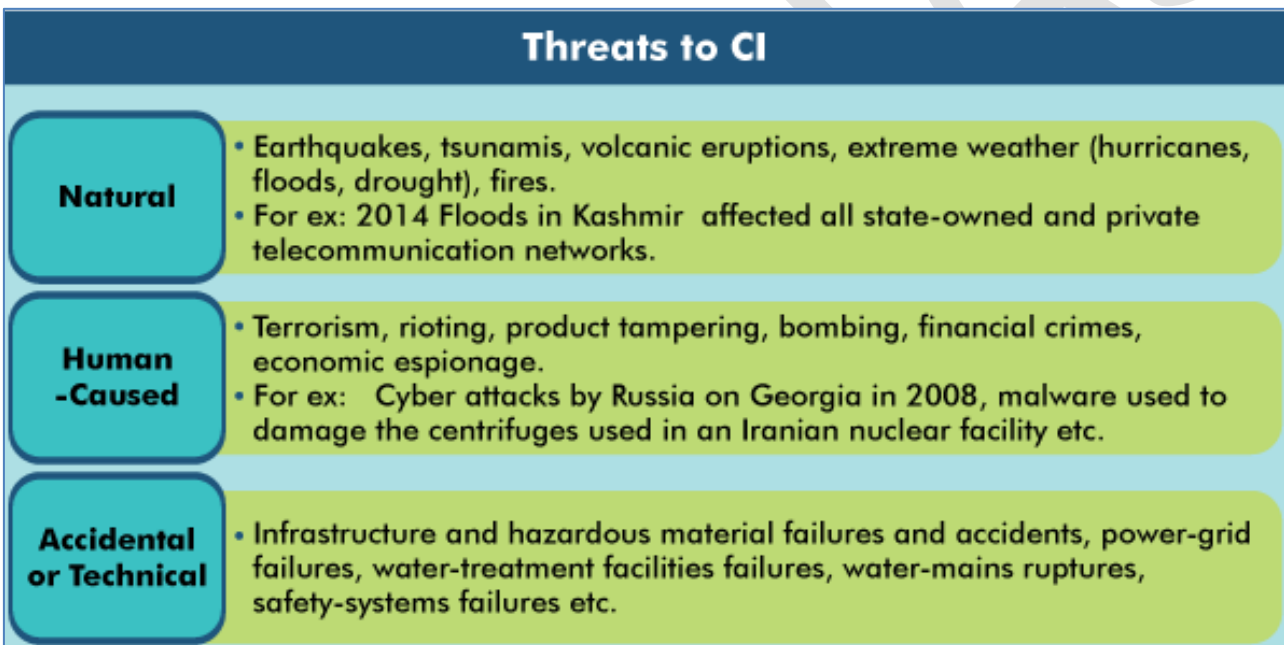 Threats to CI
Natural
• Earthquakes, tsunamis, volcanic eruptions, extreme weather (hurricanes,
floods, drought), fires.
• For ex: 2014 Floods in Kashmir affected all state-owned and private
telecommunication networks.
Human
-Caused
• Terrorism, rioting, product tampering, bombing, financial crimes,
economic espionage.
• For ex: Cyber attacks by Russia on Georgia in 2008, malware used to
damage the centrifuges used in an Iranian nuclear facility etc.
Accidental
or Technical
• Infrastructure and hazardous material failures and accidents, power-grid
failures, water-treatment facilities failures, water-mains ruptures,
safety-systems failures etc.